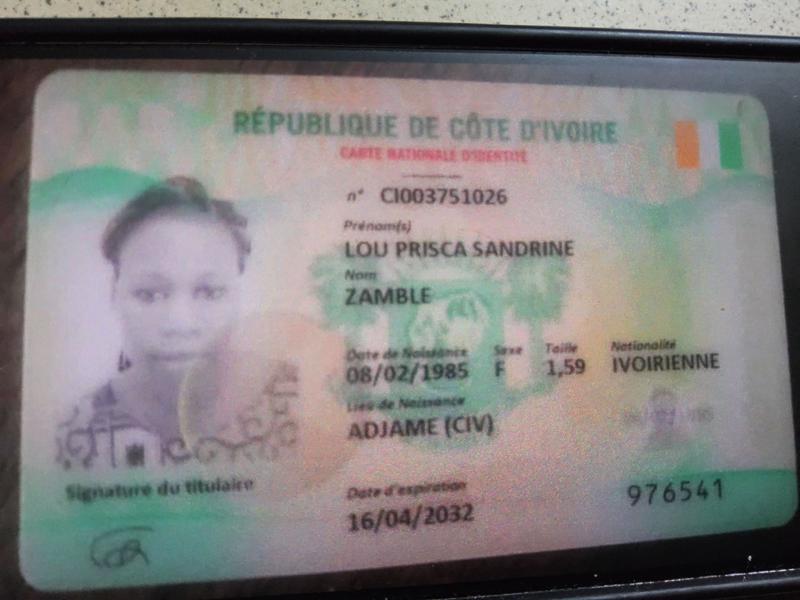 RÉPUBLIQUE DE CÔTE D'IVOIRE
CARTE NATIONALE D'IDENTITÉ
n° CI003751026
Prénom(s)
LOU PRISCA SANDRINE
Nom
ZAMBLE
Date de Naissance Sexe Taille Nationalité
08/02/1985 F 1,59 IVOIRIENNE
Lieu de Naissance
ADJAME (CIV)
Signature du titulaire
Date d'expiration
16/04/2032
976541